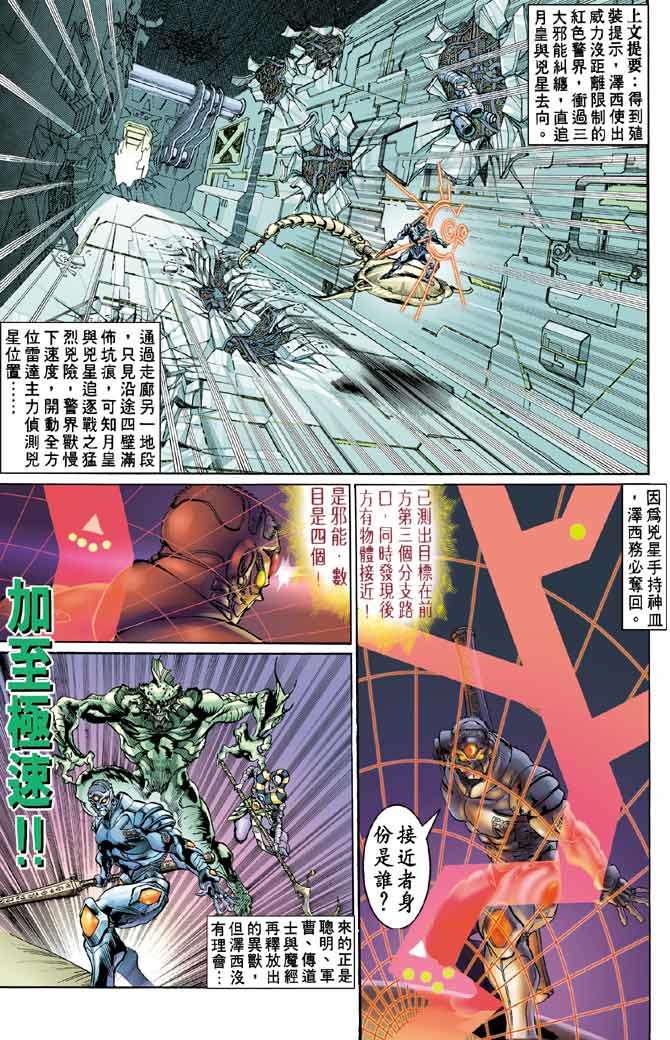 上文提要：得到殖
裝提示，澤西使出
威力沒距離限制的
紅色警界，衝過三
大邪能糾纏，直追
月皇與兇星去向。
通過走廊另一地段
，只見沿途四壁滿
佈坑痕，可知月皇
與兇星追逐戰之猛
烈兇險，警界獸慢
下速度，開動全方
位雷達主力偵測兇
星位置……
因為兇星手持神血
，澤西務必奪回。
已測出目標在前
方第三個分支路
口，同時發現後
方有物體接近！
接近者身
份是誰？
是邪能，數
目是四個！
加至極速!!
來的正是
聰明、軍
曹、傳道
士與魔經
再釋放出
的異獸，
但澤西沒
有理會…